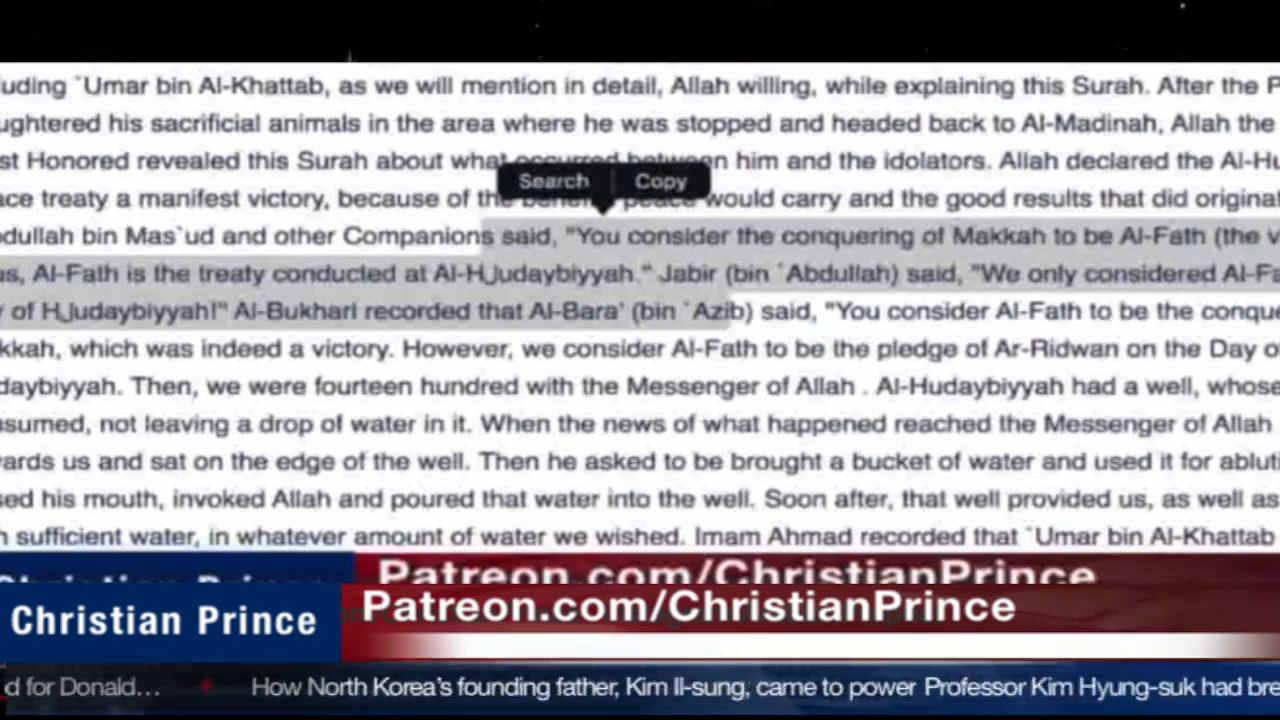 luding `Umar bin Al-Khattab, as we will mention in detail, Allah willing, while explaining this Surah. After the P
ughtered his sacrificial animals in the area where he was stopped and headed back to Al-Madinah, Allah the
st Honored revealed this Surah about what occurred between him and the idolators. Allah declared the Al-Hu
Search Copy
ace treaty a manifest victory, because of the benefits peace would carry and the good results that did originat
odullah bin Mas`ud and other Companions said, "You consider the conquering of Makkah to be Al-Fath (the v
us, Al-Fath is the treaty conducted at Al-HJudaybiyyah." Jabir (bin `Abdullah) said, "We only considered Al-Fa
y of HJudaybiyyah!" Al-Bukhari recorded that Al-Bara' (bin `Azib) said, "You consider Al-Fath to be the conque
kkah, which was indeed a victory. However, we consider Al-Fath to be the pledge of Ar-Ridwan on the Day of
daybiyyah. Then, we were fourteen hundred with the Messenger of Allah . Al-Hudaybiyyah had a well, whose
nsumed, not leaving a drop of water in it. When the news of what happened reached the Messenger of Allah
vards us and sat on the edge of the well. Then he asked to be brought a bucket of water and used it for abluti
sed his mouth, invoked Allah and poured that water into the well. Soon after, that well provided us, as well as
h sufficient water, in whatever amount of water we wished. Imam Ahmad recorded that `Umar bin Al-Khattab
Patreon.com/ChristianPrince
Christian Prince Patreon.com/ChristianPrince
d for Donald... How North Korea's founding father, Kim Il-sung, came to power Professor Kim Hyung-suk had bre